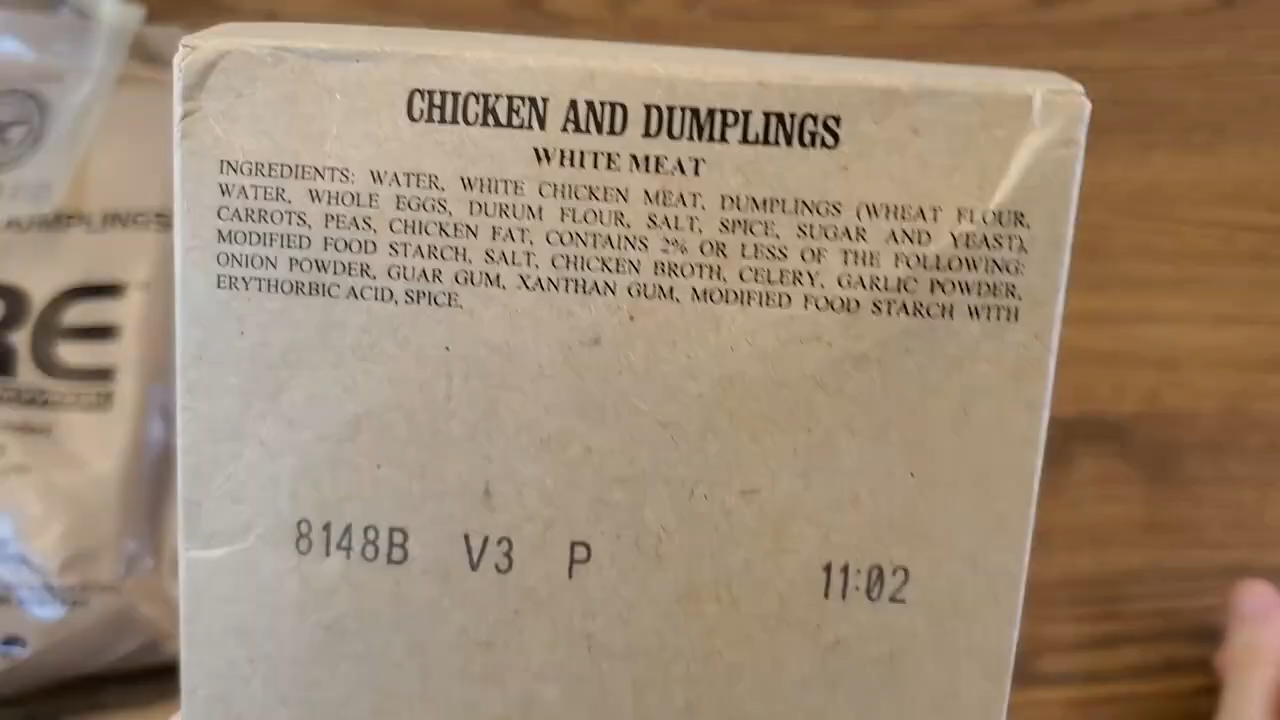 CHICKEN AND DUMPLINGS
WHITE MEAT
INGREDIENTS: WATER, WHITE CHICKEN MEAT, DUMPLINGS (WHEAT FLOUR,
WATER, WHOLE EGGS, DURUM FLOUR, SALT, SPICE, SUGAR AND YEAST),
CARROTS, PEAS, CHICKEN FAT, CONTAINS 2% OR LESS OF THE FOLLOWING:
MODIFIED FOOD STARCH, SALT, CHICKEN BROTH, CELERY, GARLIC POWDER,
ONION POWDER, GUAR GUM, XANTHAN GUM, MODIFIED FOOD STARCH WITH
ERYTHORBIC ACID, SPICE.
8148B V3 P 11:02
UMPLINGS
RE